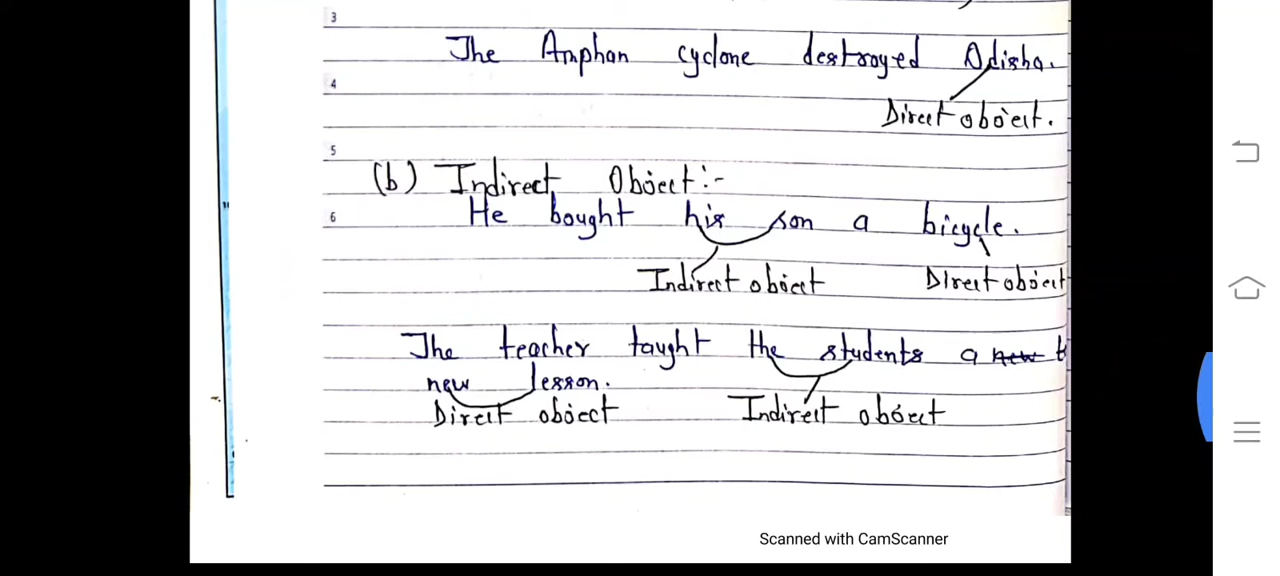 3
The Amphan cyclone destroyed Odisha.
4
Direct object.
5
(b) Indirect Object:-
6 He bought his son a bicycle.
Indirect object Direct object
The teacher taught the students a new
new lesson.
Direct object Indirect object
Scanned with CamScanner